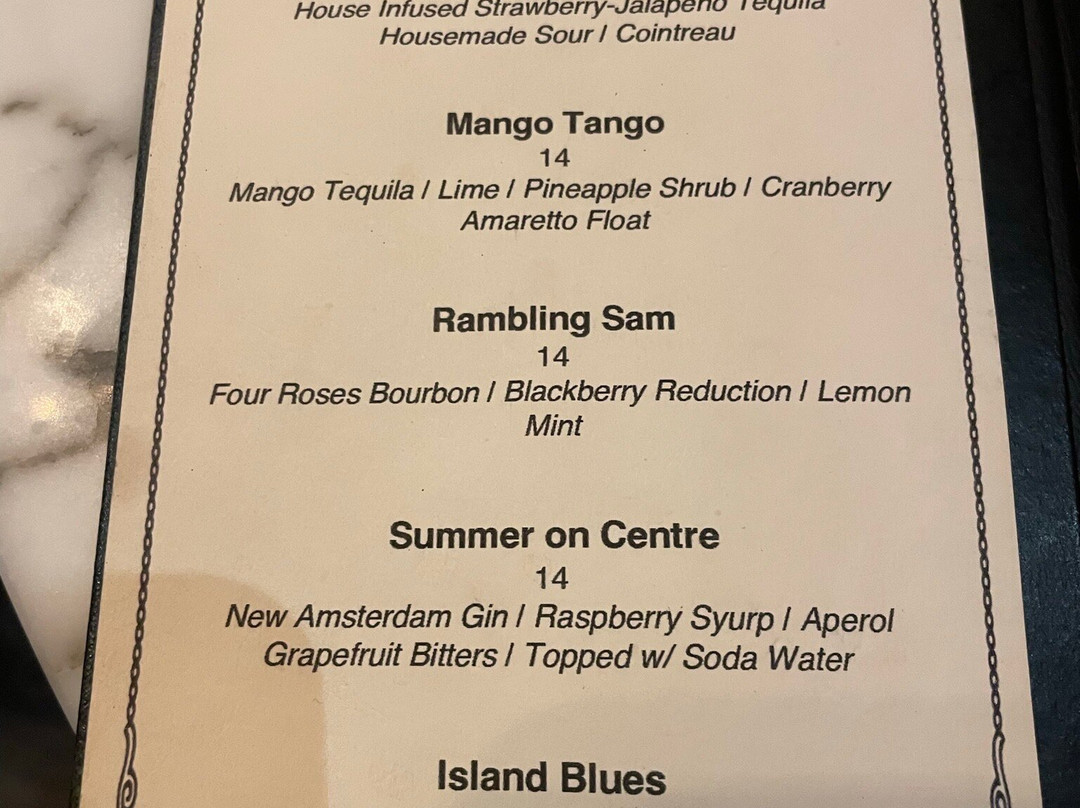 House Infused Strawberry-Jalapeno Tequila
Housemade Sour / Cointreau
Mango Tango
14
Mango Tequila / Lime / Pineapple Shrub / Cranberry
Amaretto Float
Rambling Sam
14
Four Roses Bourbon / Blackberry Reduction / Lemon
Mint
Summer on Centre
14
New Amsterdam Gin / Raspberry Syurp / Aperol
Grapefruit Bitters / Topped w/ Soda Water
Island Blues